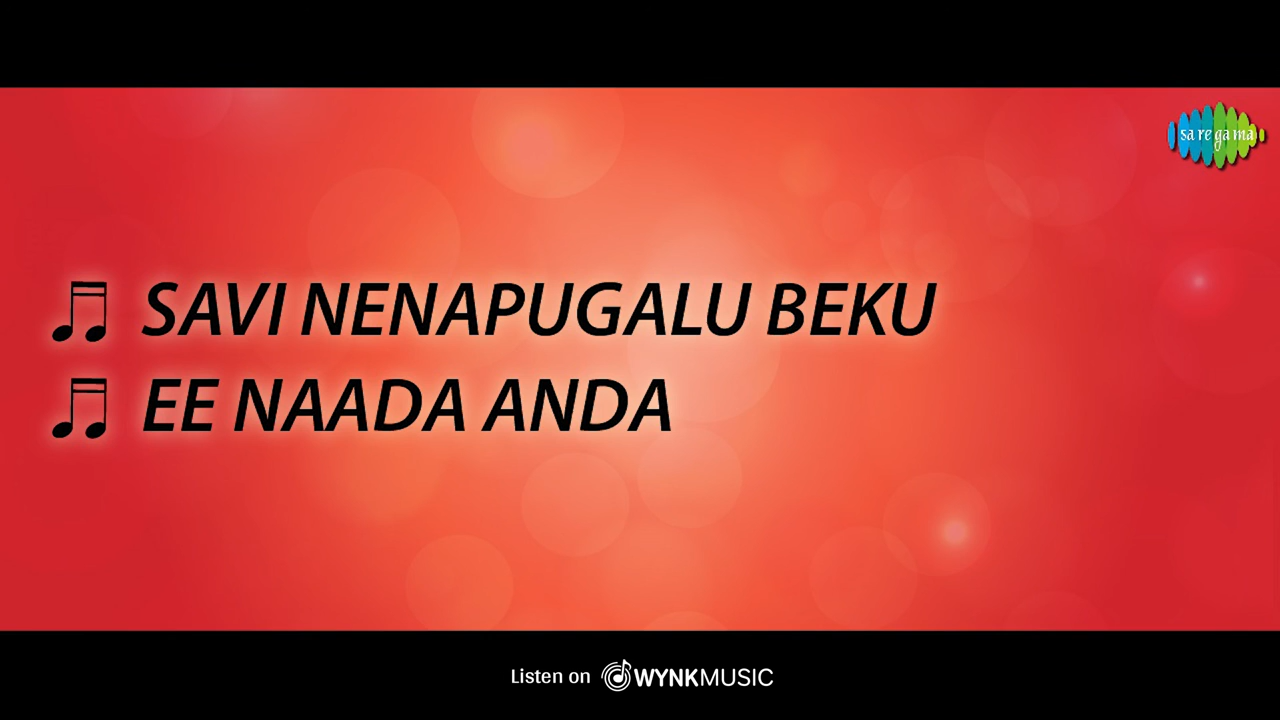 sa re ga ma
SAVI NENAPUGALU BEKU
EE NAADA ANDA
Listen on WYNKMUSIC